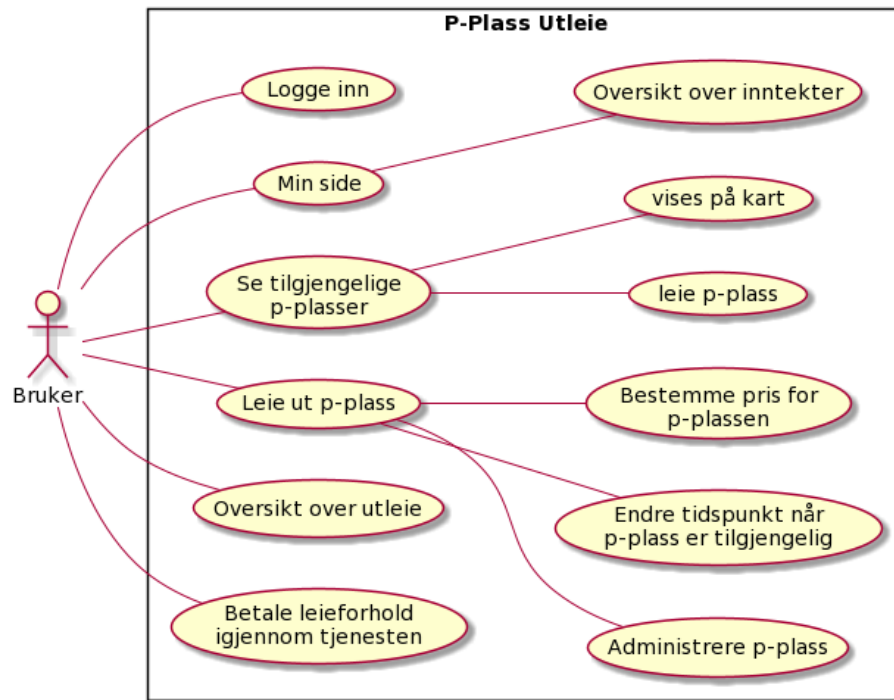 P-Plass Utleie
Logge inn
Oversikt over inntekter
Min side
vises på kart
Se tilgjengelige
p-plasser
leie p-plass
Bruker
Leie ut p-plass
Bestemme pris for
p-plassen
Oversikt over utleie
Endre tidspunkt når
p-plass er tilgjengelig
Betale leieforhold
igjennom tjenesten
Administrere p-plass